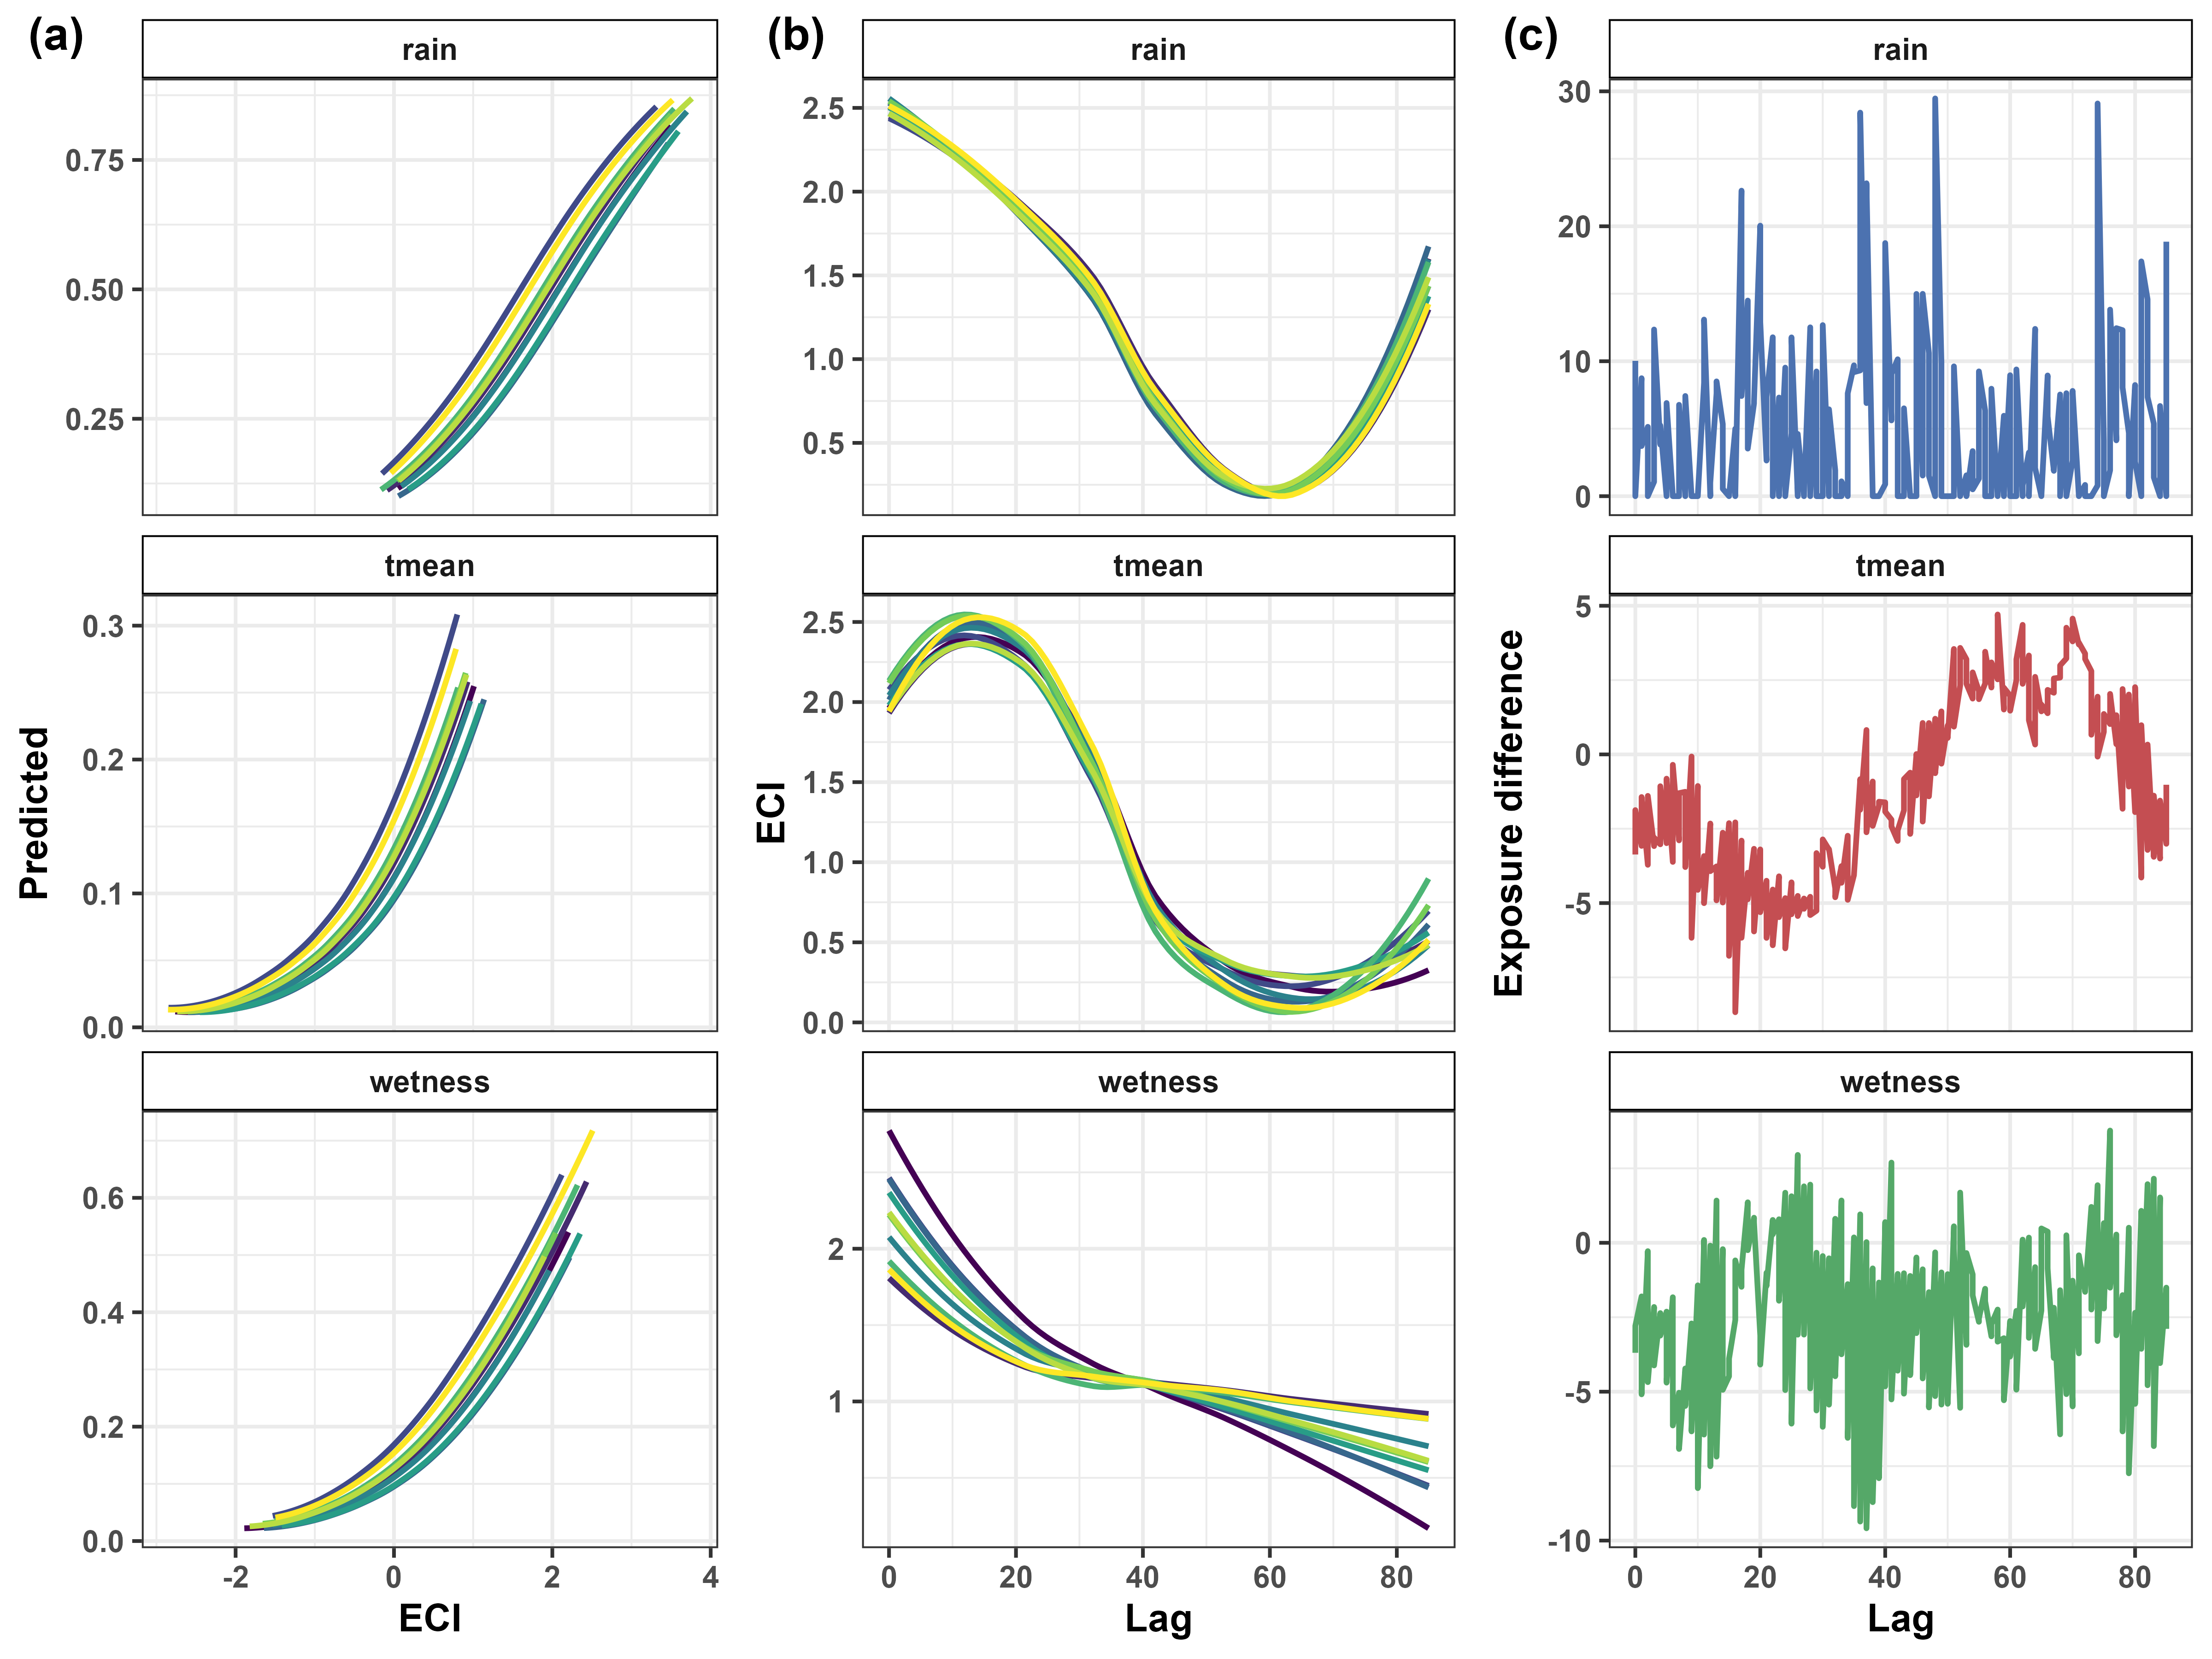 (a)
rain
0.75
0.50
0.25
tmean
0.3
0.2
0.1
0.0
wetness
0.6
0.4
0.2
0.0
-2 0 2 4
ECI
Predicted
(b)
rain
2.5
2.0
1.5
1.0
0.5
tmean
2.5
2.0
1.5
1.0
0.5
0.0
wetness
2
1
0 20 40 60 80
Lag
ECI
(c)
rain
30
20
10
0
tmean
5
0
-5
wetness
0
-5
-10
0 20 40 60 80
Lag
Exposure difference